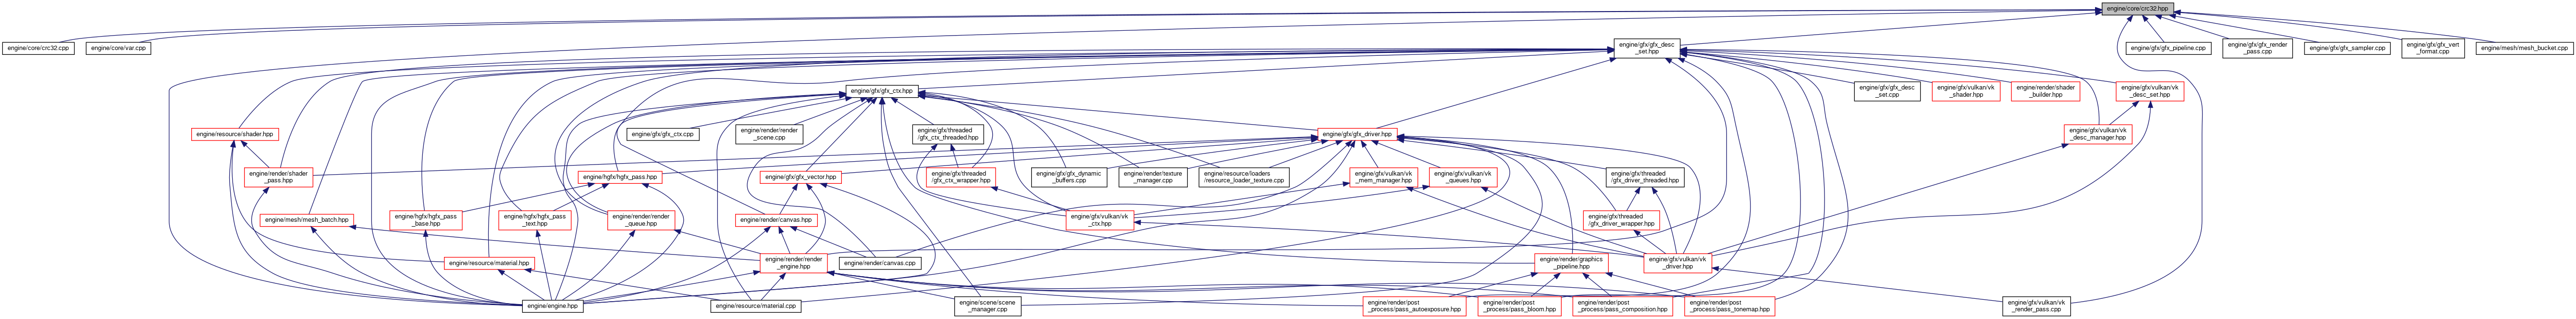 engine/core/crc32.hpp
engine/core/crc32.cpp
engine/core/var.cpp
engine/gfx/gfx_desc
_set.hpp
engine/gfx/gfx_pipeline.cpp
engine/gfx/gfx_render
_pass.cpp
engine/gfx/gfx_sampler.cpp
engine/gfx/gfx_vert
_format.cpp
engine/mesh/mesh_bucket.cpp
engine/gfx/gfx_ctx.hpp
engine/gfx/gfx_desc
_set.cpp
engine/gfx/vulkan/vk
_shader.hpp
engine/render/shader
_builder.hpp
engine/gfx/vulkan/vk
_desc_set.hpp
engine/resource/shader.hpp
engine/gfx/gfx_ctx.cpp
engine/render/render
_scene.cpp
engine/gfx/threaded
/gfx_ctx_threaded.hpp
engine/gfx/gfx_driver.hpp
engine/gfx/vulkan/vk
_desc_manager.hpp
engine/render/shader
_pass.hpp
engine/hgfx/hgfx_pass.hpp
engine/gfx/gfx_vector.hpp
engine/gfx/threaded
/gfx_ctx_wrapper.hpp
engine/gfx/gfx_dynamic
_buffers.cpp
engine/render/texture
_manager.cpp
engine/resource/loaders
/resource_loader_texture.cpp
engine/gfx/vulkan/vk
_mem_manager.hpp
engine/gfx/vulkan/vk
_queues.hpp
engine/gfx/threaded
/gfx_driver_threaded.hpp
engine/mesh/mesh_batch.hpp
engine/hgfx/hgfx_pass
_base.hpp
engine/hgfx/hgfx_pass
_text.hpp
engine/render/render
_queue.hpp
engine/render/canvas.hpp
engine/gfx/vulkan/vk
_ctx.hpp
engine/gfx/threaded
/gfx_driver_wrapper.hpp
engine/resource/material.hpp
engine/render/render
_engine.hpp
engine/render/canvas.cpp
engine/render/graphics
_pipeline.hpp
engine/gfx/vulkan/vk
_driver.hpp
engine/engine.hpp
engine/resource/material.cpp
engine/scene/scene
_manager.cpp
engine/render/post
_process/pass_autoexposure.hpp
engine/render/post
_process/pass_bloom.hpp
engine/render/post
_process/pass_composition.hpp
engine/render/post
_process/pass_tonemap.hpp
engine/gfx/vulkan/vk
_render_pass.cpp